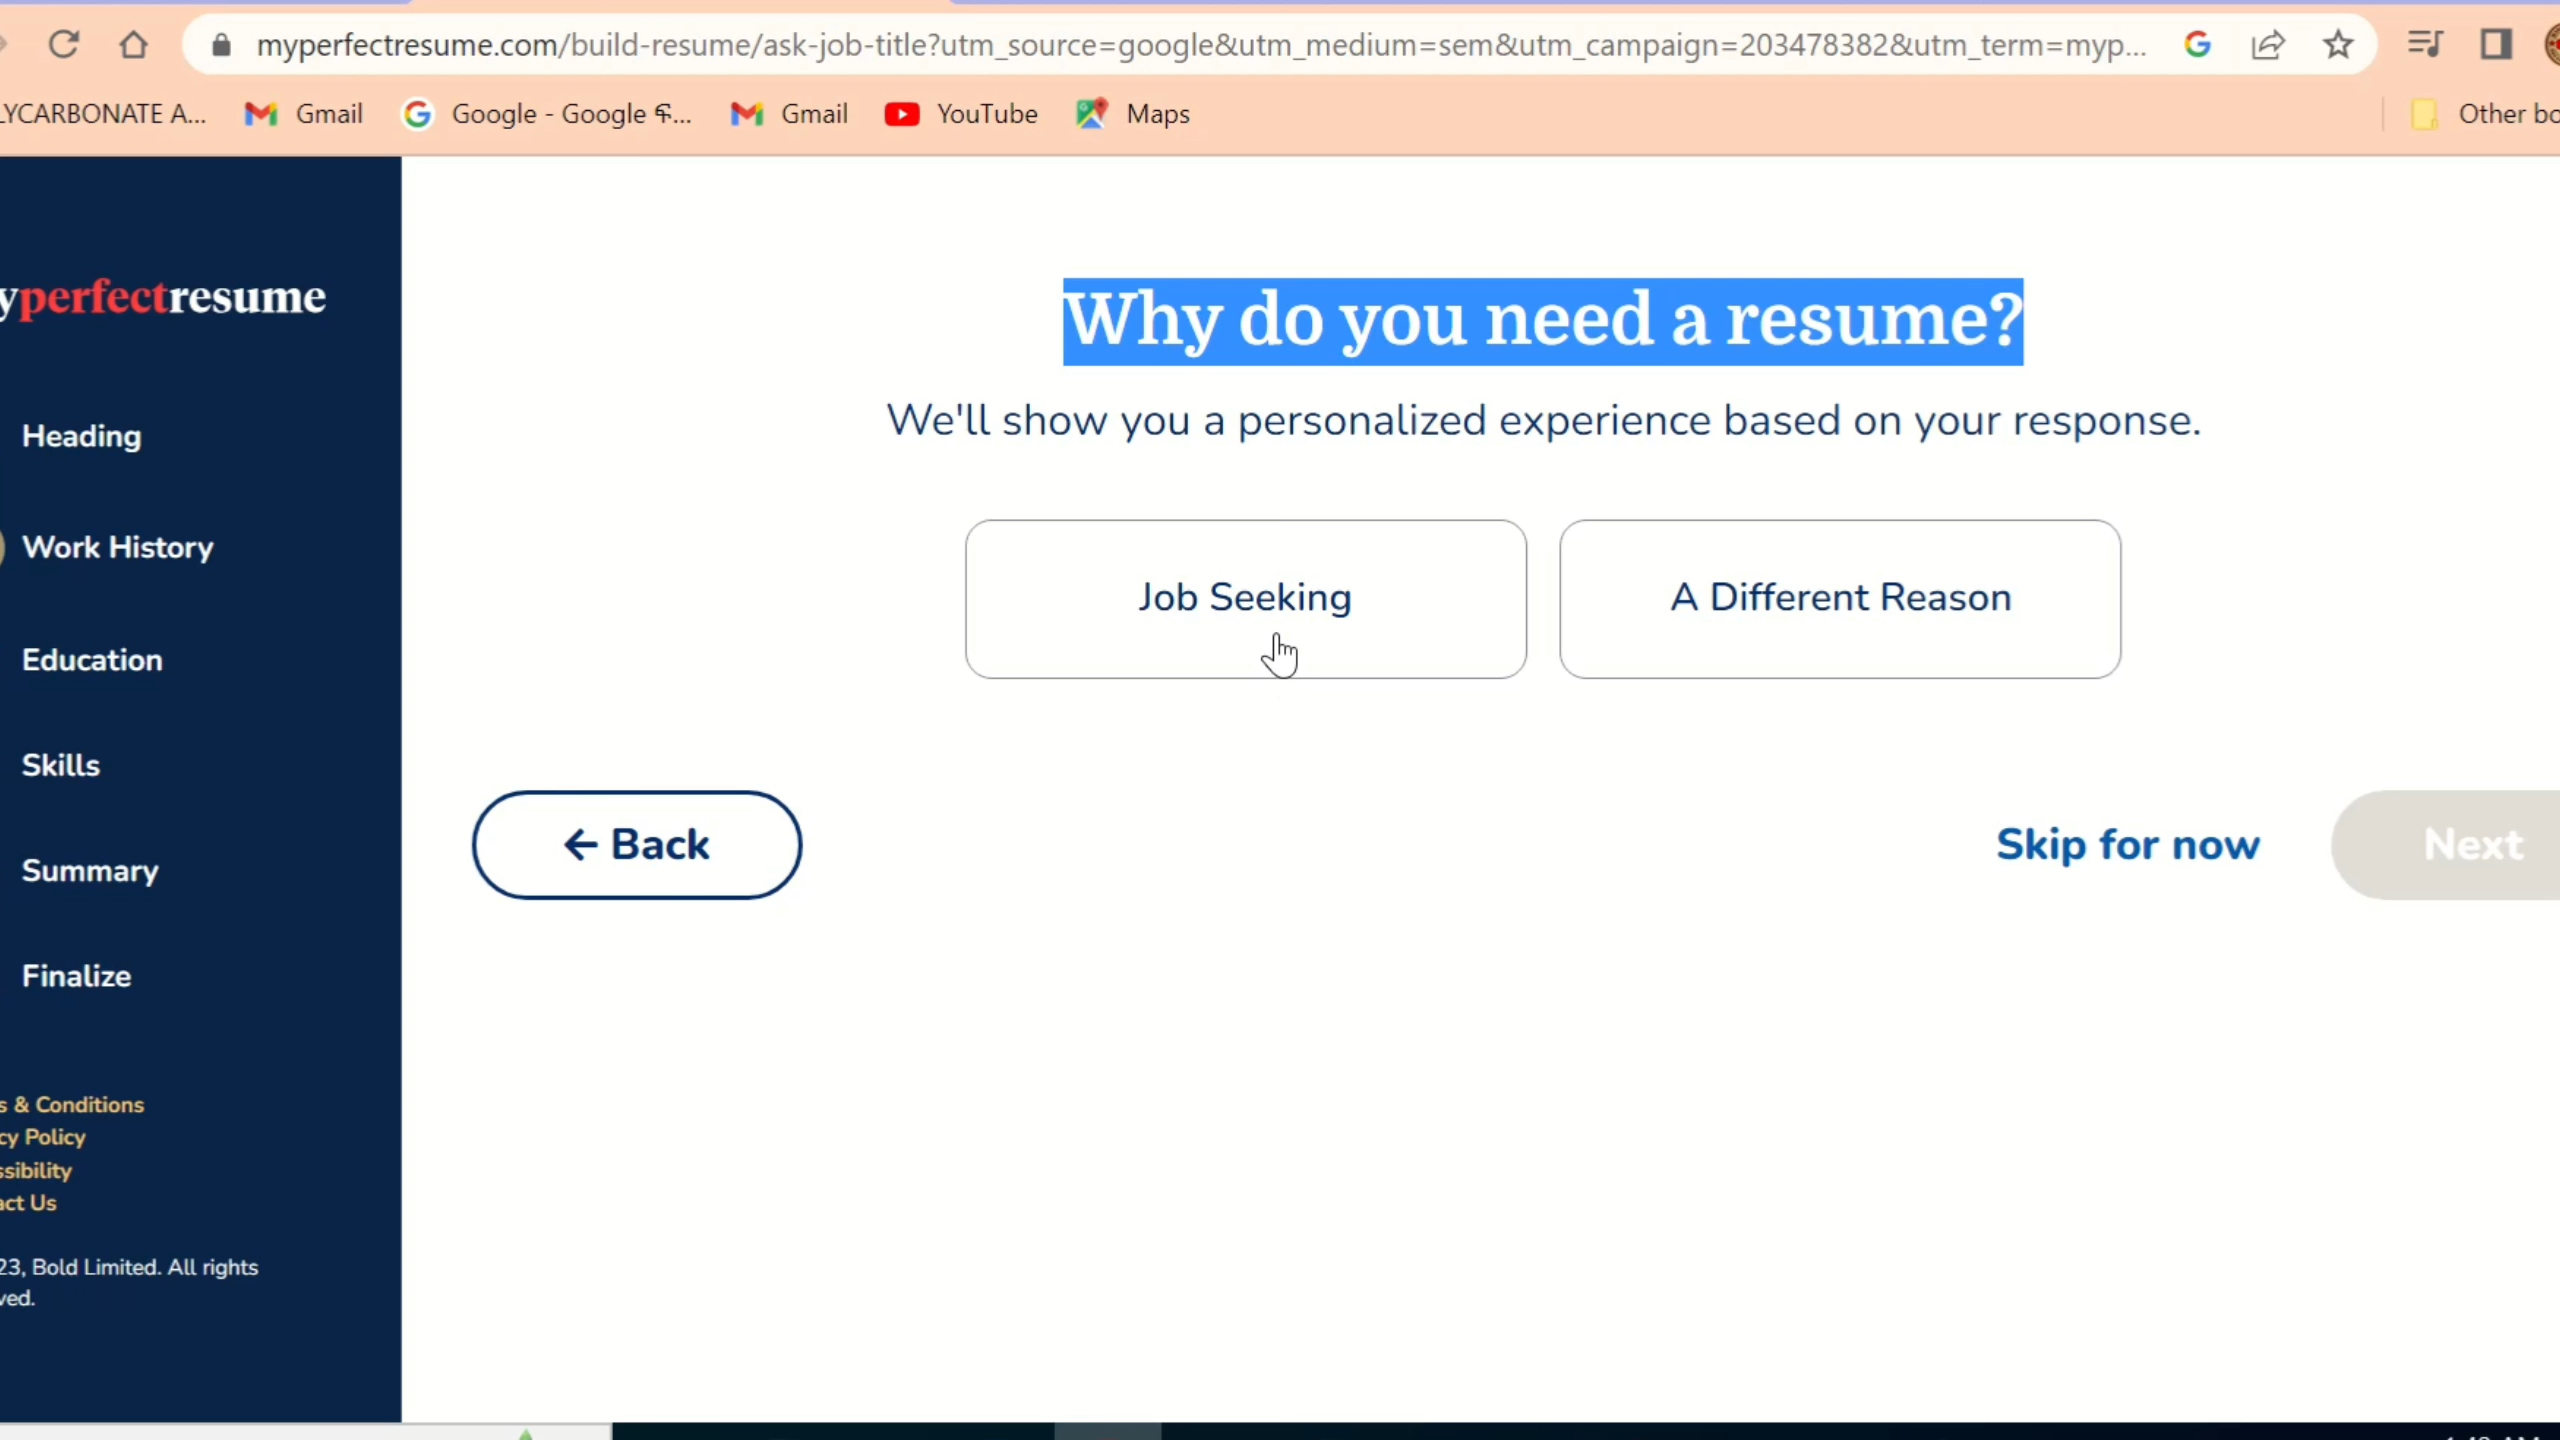 myperfectresume.com/build-resume/ask-job-title?utm_source=google&utm_medium=sem&utm_campaign=203478382&utm_term=myp...
LYCARBONATE A... Gmail Google - Google ፍ... Gmail YouTube Maps Other bo
yperfectresume
Heading
Work History
Education
Skills
Summary
Finalize
s & Conditions
cy Policy
ssibility
act Us
23, Bold Limited. All rights
ved.
Why do you need a resume?
We'll show you a personalized experience based on your response.
Job Seeking A Different Reason
← Back Skip for now Next